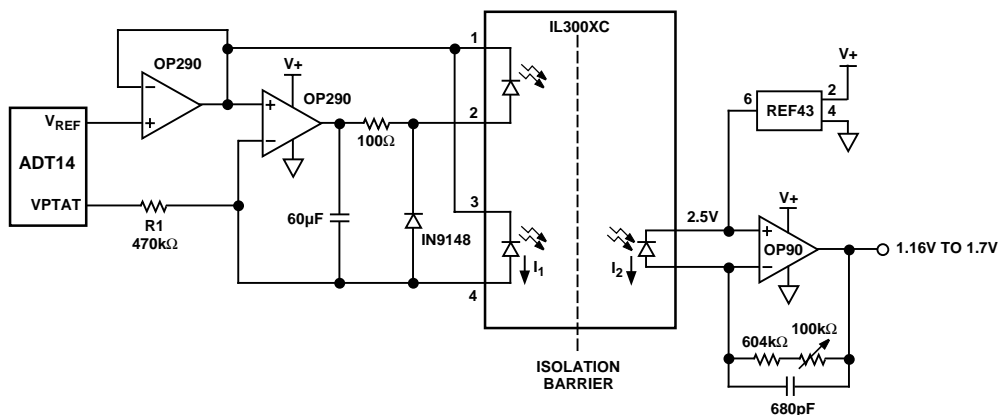 IL300XC
OP290
V+
OP290
1
2
3
4
VREF
ADT14
VPTAT
R1
470kΩ
100Ω
60μF
IN9148
I1
I2
ISOLATION
BARRIER
V+
6
REF43
2
4
2.5V
V+
OP90
1.16V TO 1.7V
604kΩ
100kΩ
680pF